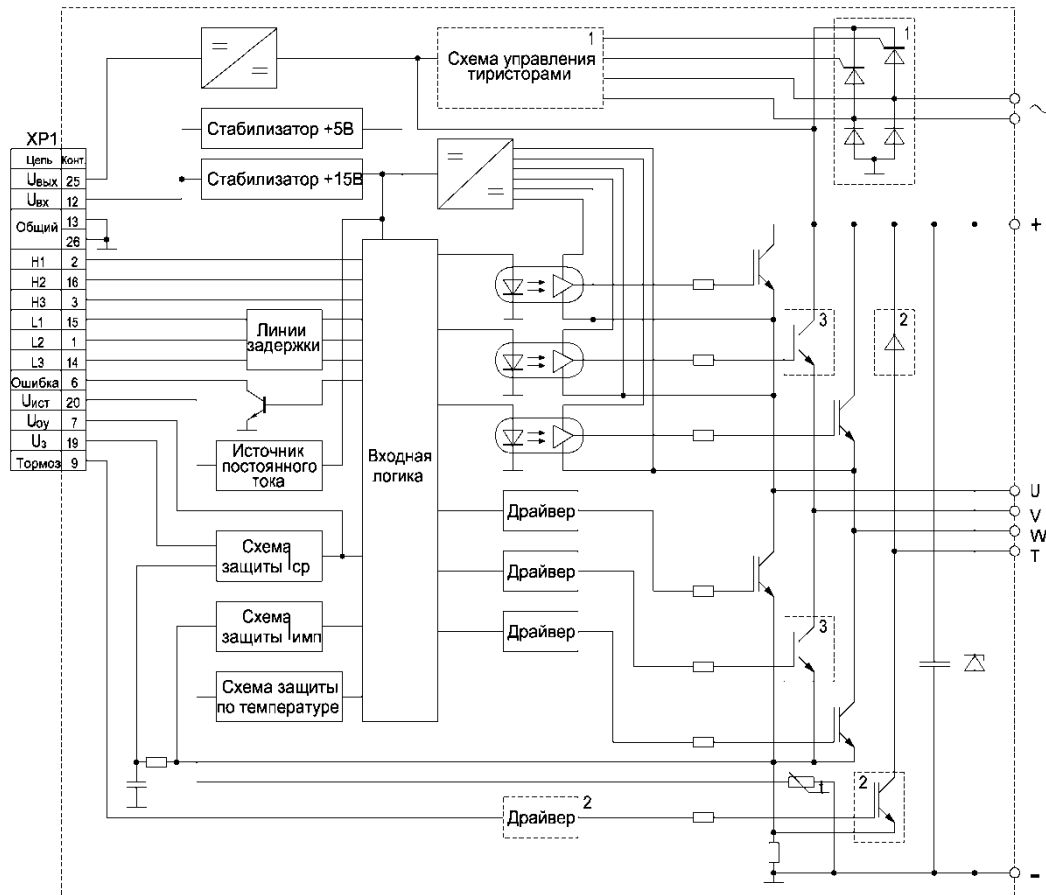 1
Схема управления
тиристорами
1
Стабилизатор +5В
~
XP1
Цепь Конт.
Uвых 25
Стабилизатор +15В
Uвх 12
Общий 13
26
+
H1 2
H2 16
H3 3
L1 15
L2 1
L3 14
Линии
задержки
3
2
Ошибка 6
Uист 20
Uоу 7
Uз 19
Тормоз 9
Источник
постоянного
тока
Входная
логика
U
V
W
T
Драйвер
Схема
защиты Iср
Драйвер
Схема
защиты Iимп
Драйвер
3
Схема защиты
по температуре
t
2
Драйвер 2
-